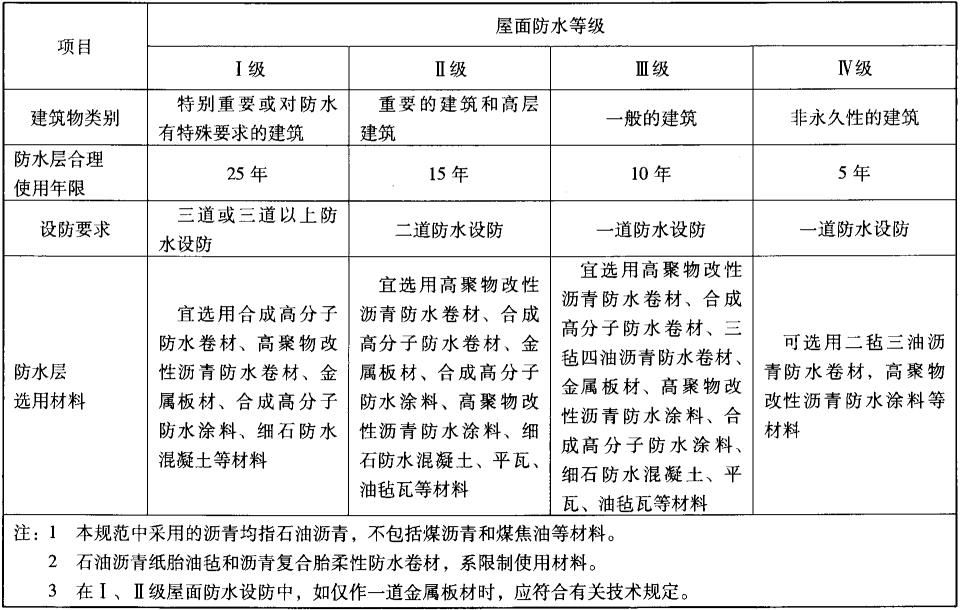 项目
屋面防水等级
Ⅰ级
Ⅱ级
Ⅲ级
Ⅳ级
建筑物类别
特别重要或对防水
有特殊要求的建筑
重要的建筑和高层
建筑
一般的建筑
非永久性的建筑
防水层合理
使用年限
25 年
15 年
10 年
5 年
设防要求
三道或三道以上防
水设防
二道防水设防
一道防水设防
一道防水设防
防水层
选用材料
宜选用合成高分子
防水卷材、高聚物改
性沥青防水卷材、金
属板材、合成高分子
防水涂料、细石防水
混凝土等材料
宜选用高聚物改性
沥青防水卷材、合成
高分子防水卷材、金
属板材、合成高分子
防水涂料、高聚物改
性沥青防水涂料、细
石防水混凝土、平瓦、
油毡瓦等材料
宜选用高聚物改性
沥青防水卷材、合成
高分子防水卷材、三
毡四油沥青防水卷材、
金属板材、高聚物改
性沥青防水涂料、合
成高分子防水涂料、
细石防水混凝土、平
瓦、油毡瓦等材料
可选用二毡三油沥
青防水卷材，高聚物
改性沥青防水涂料等
材料
注：1 本规范中采用的沥青均指石油沥青，不包括煤沥青和煤焦油等材料。
2 石油沥青纸胎油毡和沥青复合胎柔性防水卷材，系限制使用材料。
3 在Ⅰ、Ⅱ级屋面防水设防中，如仅作一道金属板材时，应符合有关技术规定。